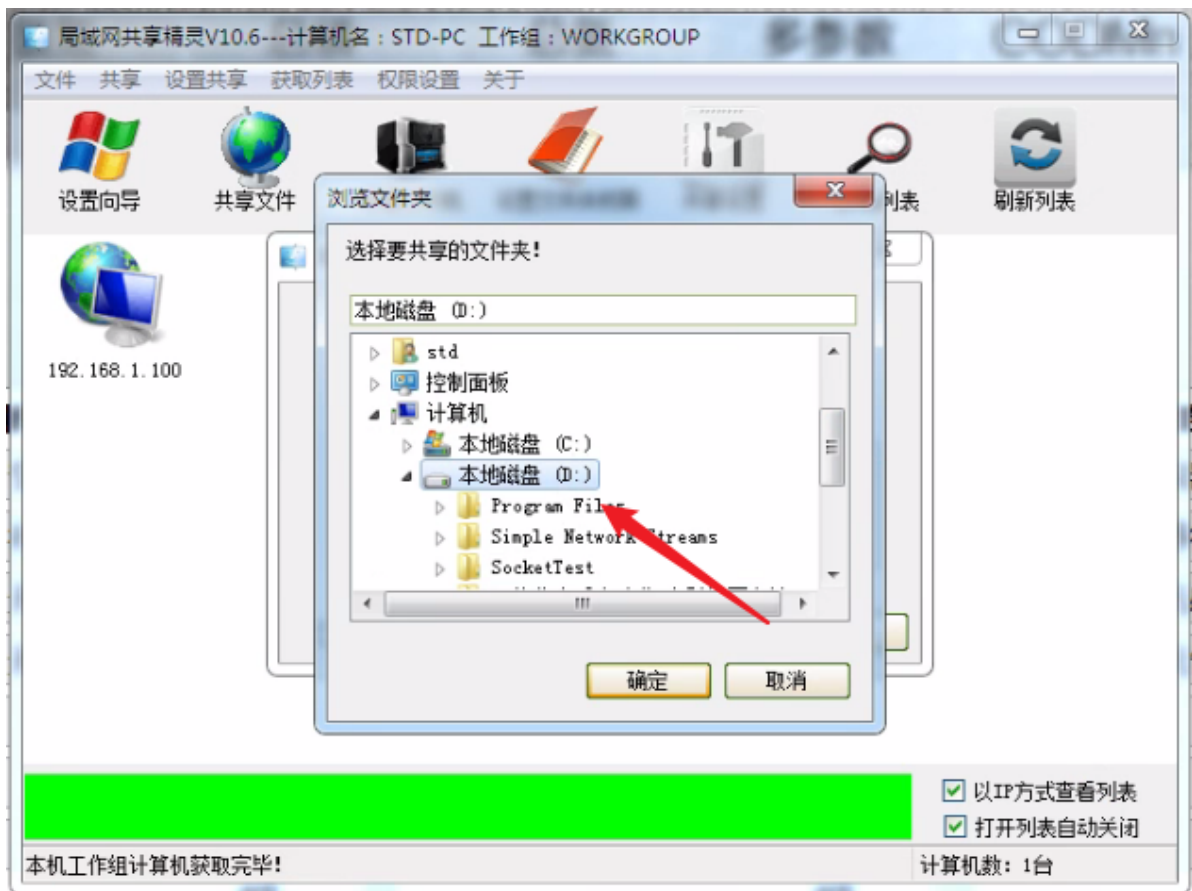 局域网共享精灵V10.6---计算机名：STD-PC 工作组：WORKGROUP
文件 共享 设置共享 获取列表 权限设置 关于
设置向导 共享文件 列表 刷新列表
浏览文件夹
选择要共享的文件夹!
本地磁盘 (D:)
std
控制面板
192.168.1.100
计算机
本地磁盘 (C:)
本地磁盘 (D:)
Program Files
Simple Network Streams
SocketTest
确定 取消
以IP方式查看列表
打开列表自动关闭
本机工作组计算机获取完毕! 计算机数: 1台